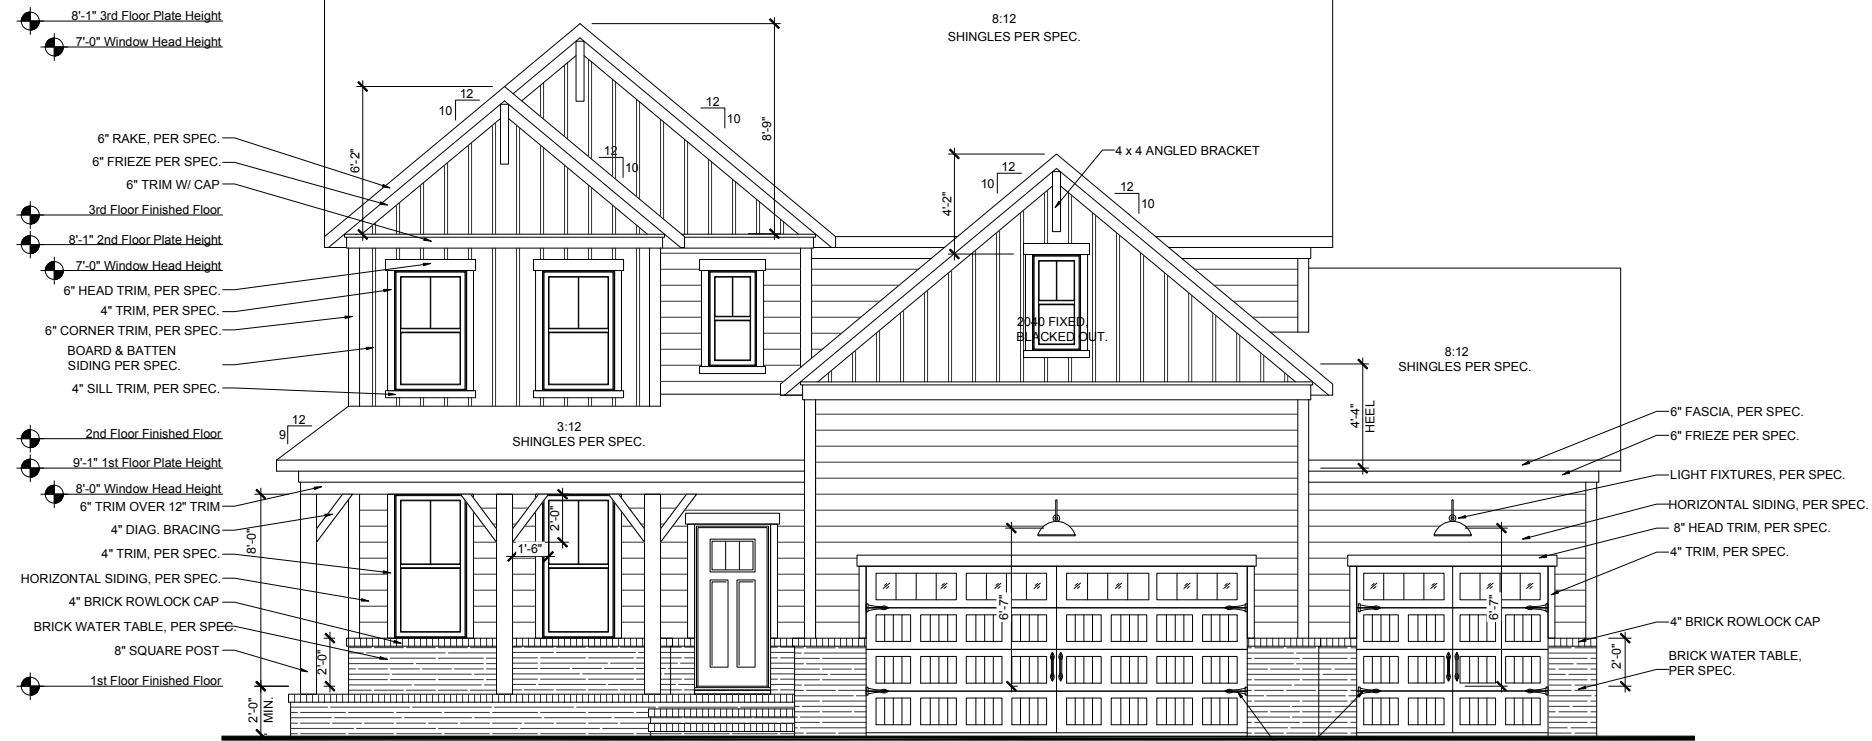 8'-1" 3rd Floor Plate Height
7'-0" Window Head Height
8:12
SHINGLES PER SPEC.
12
10
12
10
12
10
6'-2"
8'-9"
6" RAKE, PER SPEC.
6" FRIEZE PER SPEC.
6" TRIM W/ CAP
3rd Floor Finished Floor
8'-1" 2nd Floor Plate Height
7'-0" Window Head Height
6" HEAD TRIM, PER SPEC.
4" TRIM, PER SPEC.
6" CORNER TRIM, PER SPEC.
BOARD & BATTEN
SIDING PER SPEC.
4" SILL TRIM, PER SPEC.
4 x 4 ANGLED BRACKET
12
10
12
10
4'-2"
2040 FIXED,
BLACKED OUT.
8:12
SHINGLES PER SPEC.
4'-4"
HEEL
12
9
3:12
SHINGLES PER SPEC.
2nd Floor Finished Floor
9'-1" 1st Floor Plate Height
8'-0" Window Head Height
6" TRIM OVER 12" TRIM
4" DIAG. BRACING
4" TRIM, PER SPEC.
HORIZONTAL SIDING, PER SPEC.
4" BRICK ROWLOCK CAP
BRICK WATER TABLE, PER SPEC.
8" SQUARE POST
1st Floor Finished Floor
8'-0"
2'-0"
MIN.
2'-0"
2'-0"
1'-6"
6'-7"
6'-7"
6" FASCIA, PER SPEC.
6" FRIEZE PER SPEC.
LIGHT FIXTURES, PER SPEC.
HORIZONTAL SIDING, PER SPEC.
8" HEAD TRIM, PER SPEC.
4" TRIM, PER SPEC.
4" BRICK ROWLOCK CAP
2'-0"
BRICK WATER TABLE,
PER SPEC.